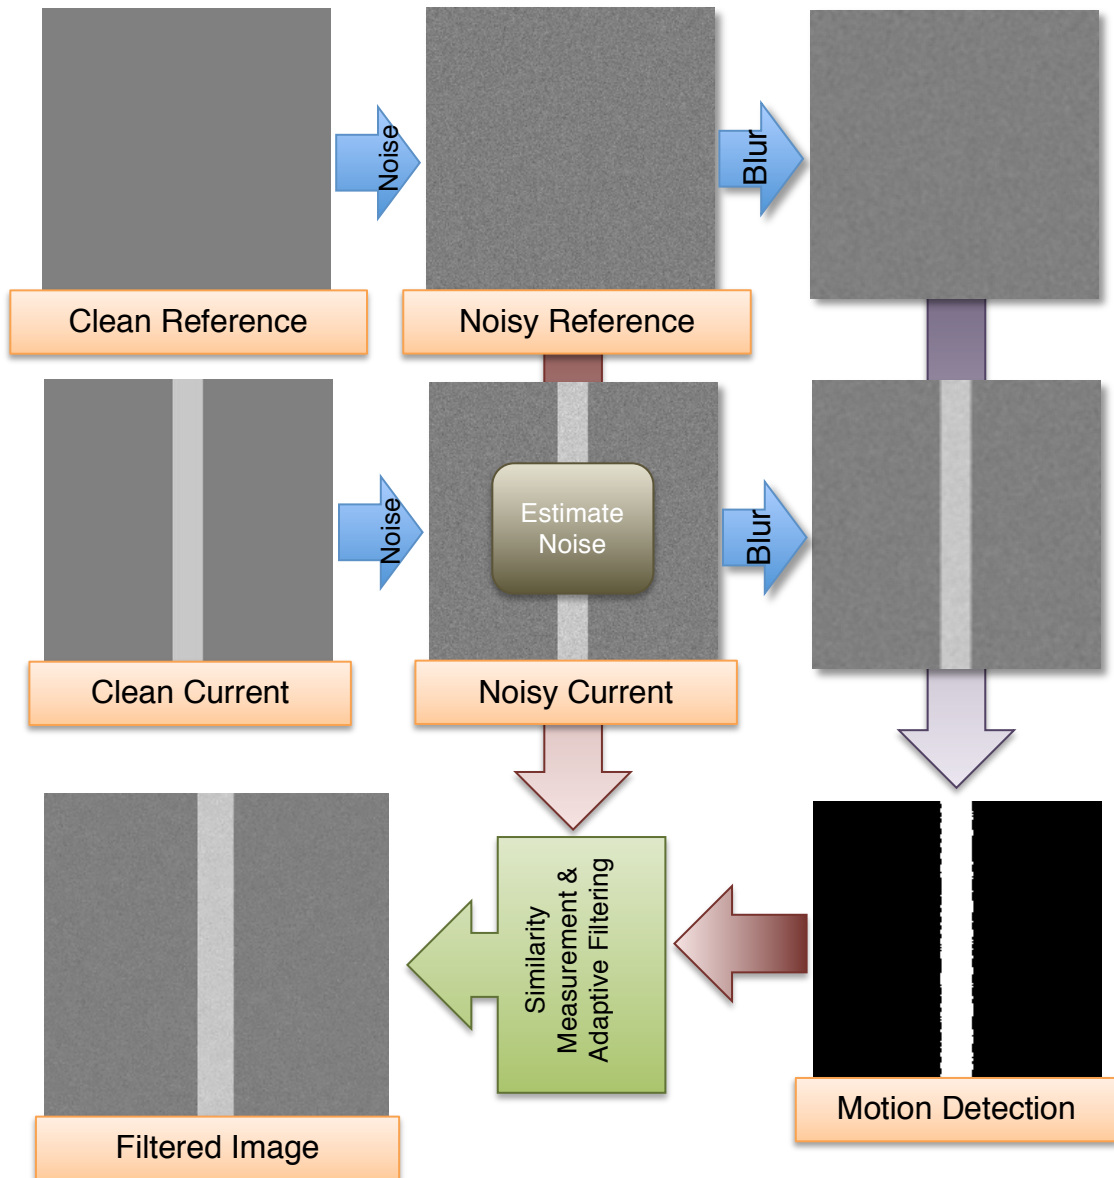 Noise
Blur
Clean Reference
Noisy Reference
Noise
Estimate
Noise
Blur
Clean Current
Noisy Current
Similarity
Measurement &
Adaptive Filtering
Motion Detection
Filtered Image